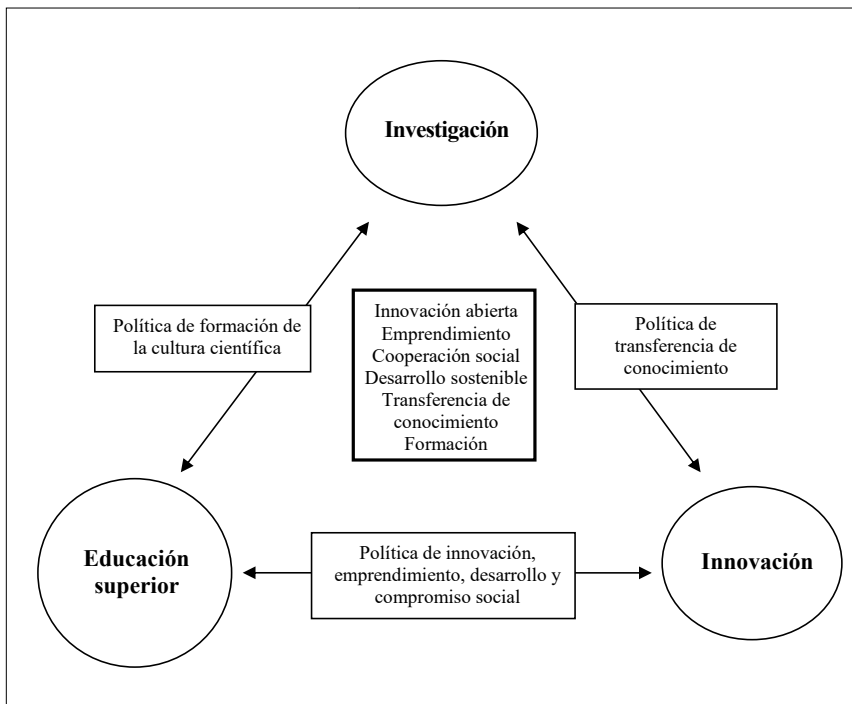 Investigación
Política de formación de
la cultura científica
Innovación abierta
Emprendimiento
Cooperación social
Desarrollo sostenible
Transferencia de
conocimiento
Formación
Política de
transferencia de
conocimiento
Educación
superior
Política de innovación,
emprendimiento, desarrollo y
compromiso social
Innovación